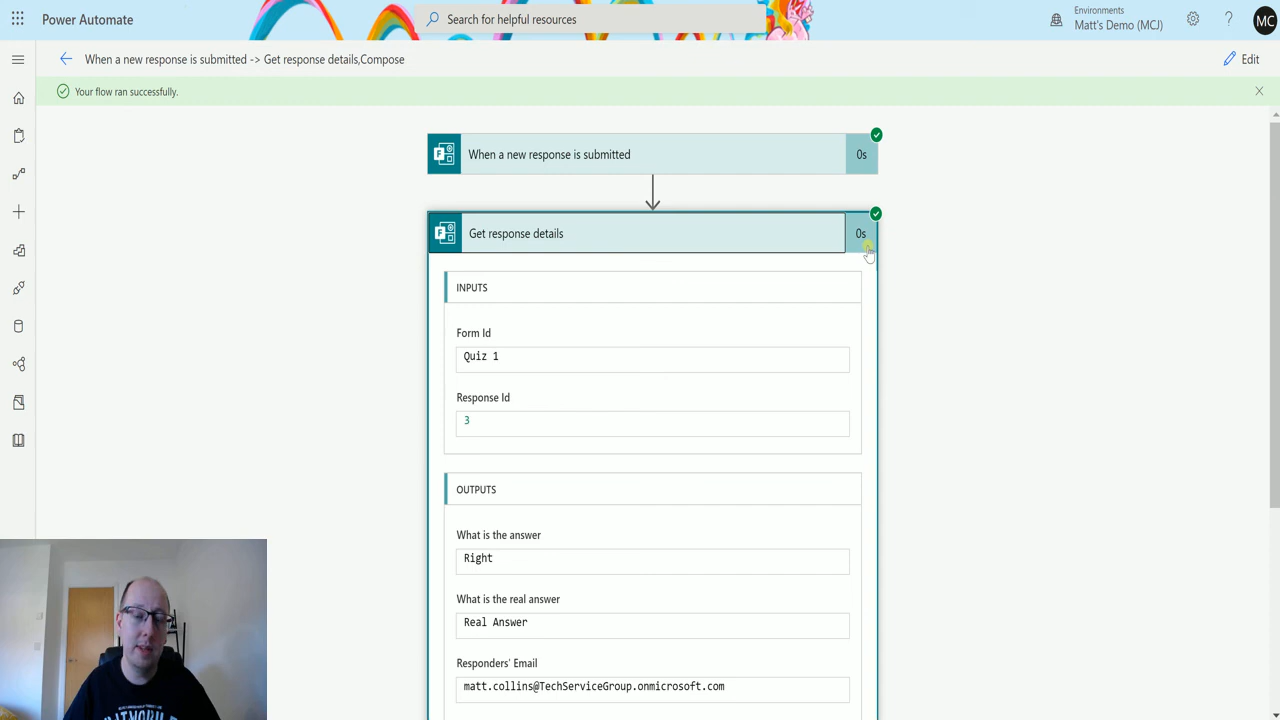 Power Automate
Search for helpful resources
Environments
Matt's Demo (MCJ)
?
MC
When a new response is submitted -> Get response details,Compose
Edit
Your flow ran successfully.
When a new response is submitted
0s
Get response details
0s
INPUTS
Form Id
Quiz 1
Response Id
3
OUTPUTS
What is the answer
Right
What is the real answer
Real Answer
Responders' Email
matt.collins@TechServiceGroup.onmicrosoft.com